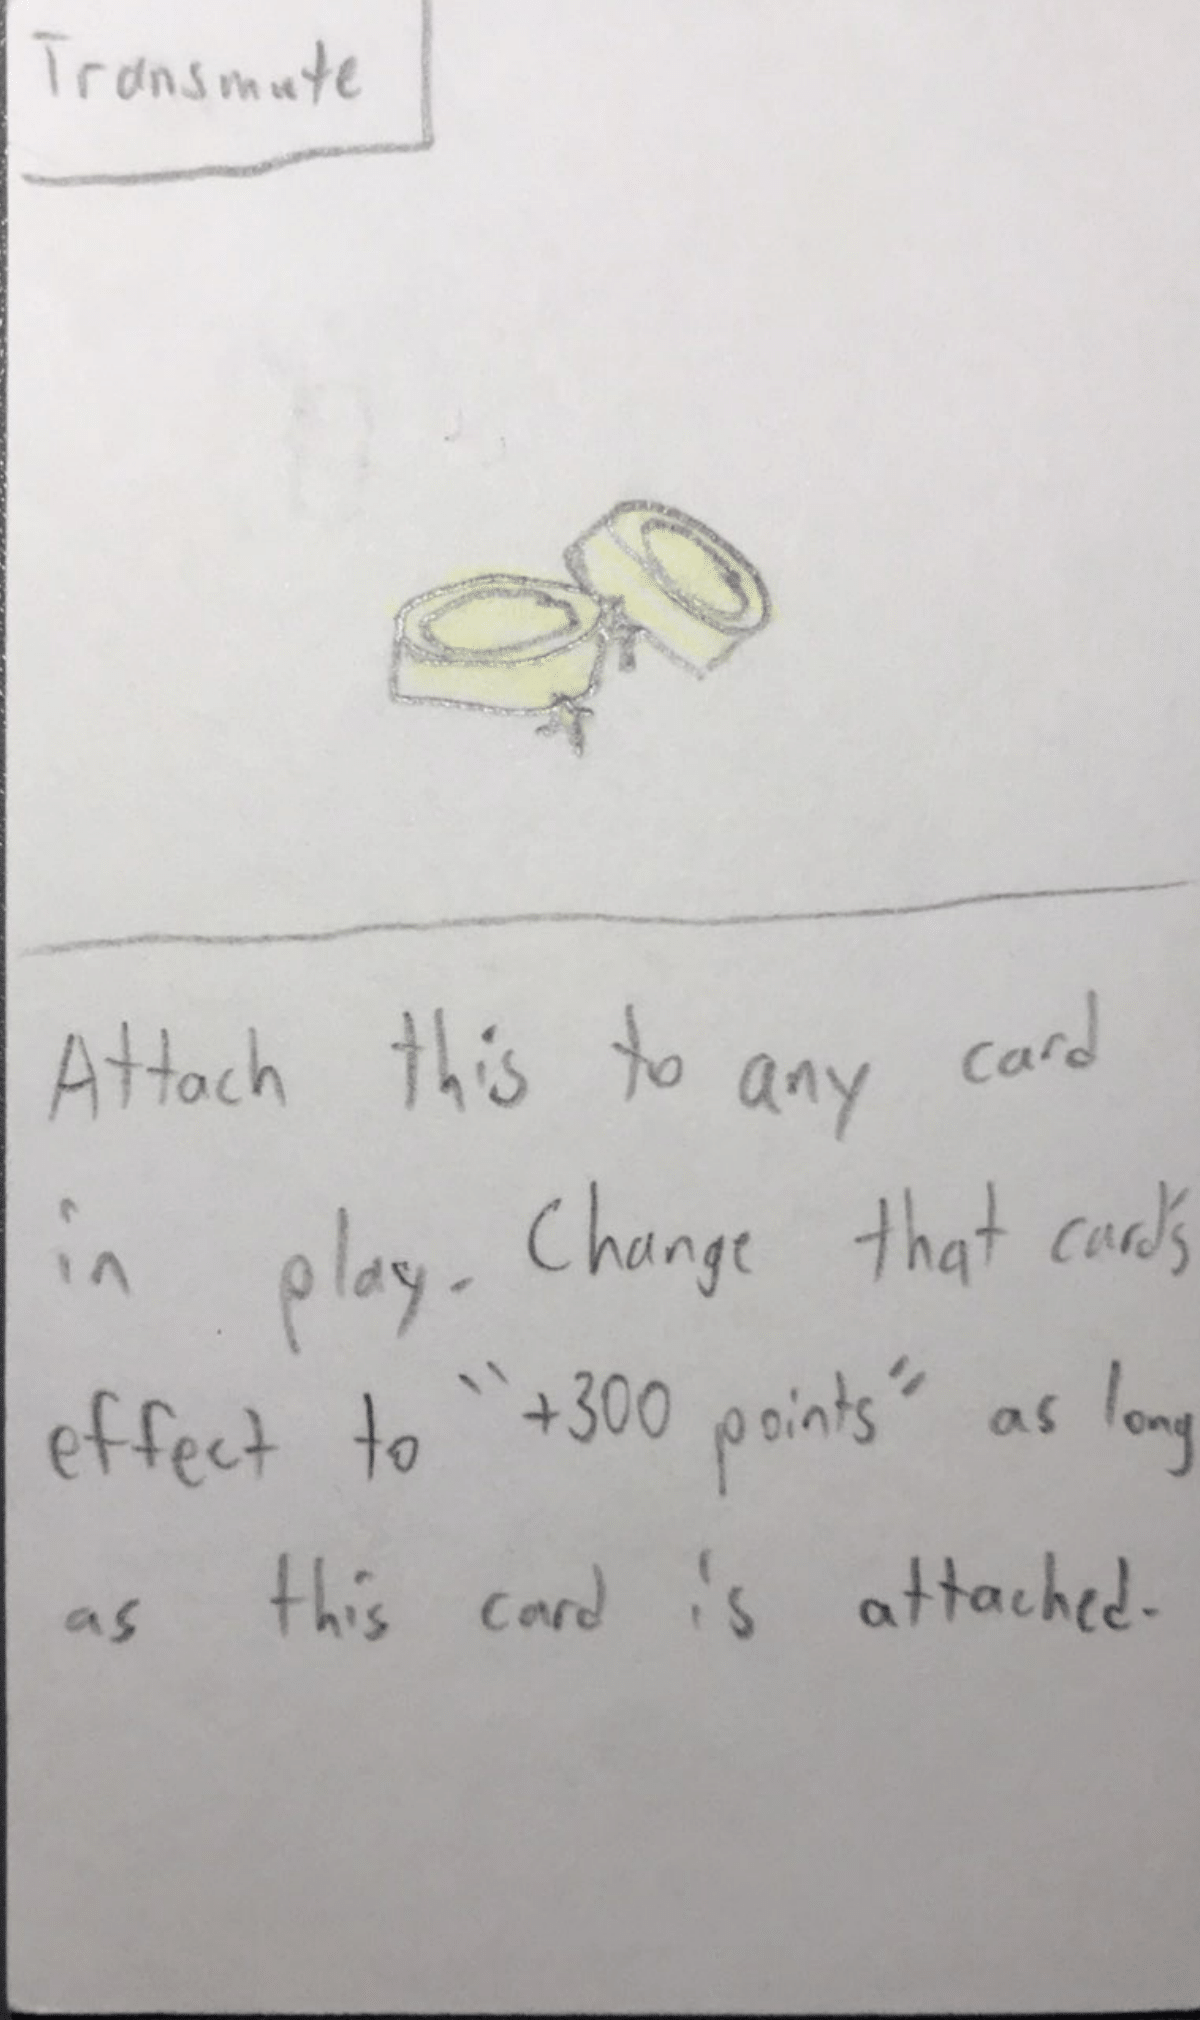 Transmute
Attach this to any card
in play. Change that card's
effect to "+300 points" as long
as this card is attached.